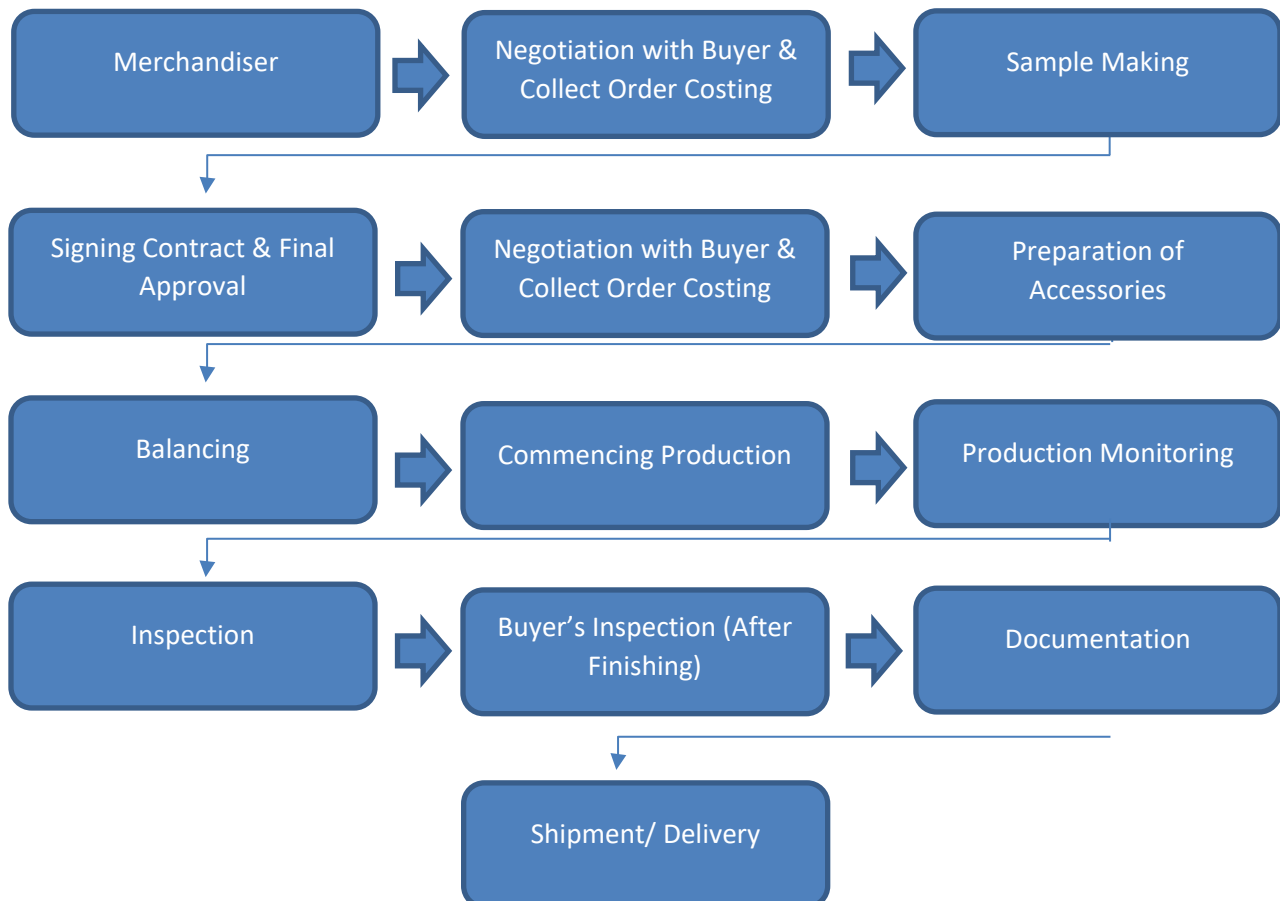 Merchandiser
Negotiation with Buyer &
Collect Order Costing
Sample Making
Signing Contract & Final
Approval
Negotiation with Buyer &
Collect Order Costing
Preparation of
Accessories
Balancing
Commencing Production
Production Monitoring
Inspection
Buyer’s Inspection (After
Finishing)
Documentation
Shipment/ Delivery